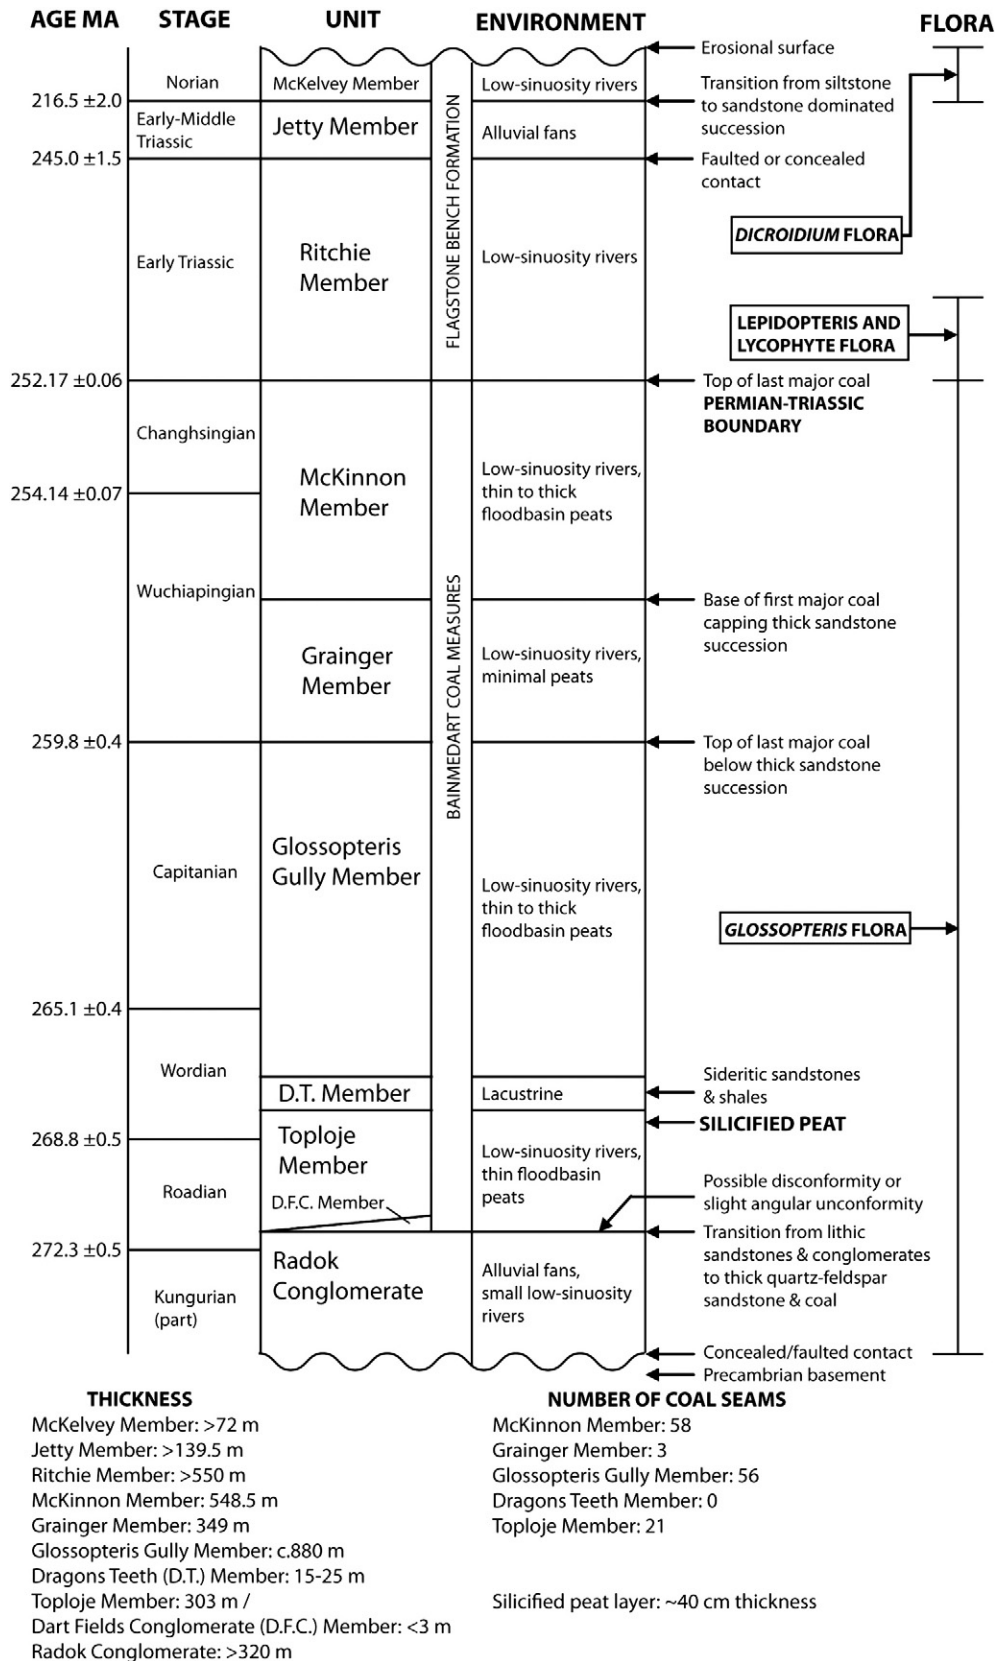 AGE MA
STAGE
UNIT
ENVIRONMENT
FLORA
Erosional surface
Norian
McKelvey Member
Low-sinuosity rivers
Transition from siltstone
to sandstone dominated
succession
216.5 ±2.0
Early-Middle
Triassic
Jetty Member
Alluvial fans
245.0 ±1.5
Faulted or concealed
contact
FLAGSTONE BENCH FORMATION
DICROIDIUM FLORA
Early Triassic
Ritchie
Member
Low-sinuosity rivers
LEPIDOPTERIS AND
LYCOPHYTE FLORA
252.17 ±0.06
Top of last major coal
PERMIAN-TRIASSIC
BOUNDARY
Changhsingian
McKinnon
Member
Low-sinuosity rivers,
thin to thick
floodbasin peats
254.14 ±0.07
Wuchiapingian
Base of first major coal
capping thick sandstone
succession
BAINMEDART COAL MEASURES
Grainger
Member
Low-sinuosity rivers,
minimal peats
259.8 ±0.4
Top of last major coal
below thick sandstone
succession
Glossopteris
Gully Member
Capitanian
Low-sinuosity rivers,
thin to thick
floodbasin peats
GLOSSOPTERIS FLORA
265.1 ±0.4
Wordian
Sideritic sandstones
& shales
D.T. Member
Lacustrine
SILICIFIED PEAT
268.8 ±0.5
Toploje
Member
Low-sinuosity rivers,
thin floodbasin
peats
Roadian
D.F.C. Member
Possible disconformity or
slight angular unconformity
Transition from lithic
sandstones & conglomerates
to thick quartz-feldspar
sandstone & coal
272.3 ±0.5
Radok
Conglomerate
Alluvial fans,
small low-sinuosity
rivers
Kungurian
(part)
Concealed/faulted contact
Precambrian basement
THICKNESS
McKelvey Member: >72 m
Jetty Member: >139.5 m
Ritchie Member: >550 m
McKinnon Member: 548.5 m
Grainger Member: 349 m
Glossopteris Gully Member: c.880 m
Dragons Teeth (D.T.) Member: 15-25 m
Toploje Member: 303 m /
Dart Fields Conglomerate (D.F.C.) Member: <3 m
Radok Conglomerate: >320 m
NUMBER OF COAL SEAMS
McKinnon Member: 58
Grainger Member: 3
Glossopteris Gully Member: 56
Dragons Teeth Member: 0
Toploje Member: 21
Silicified peat layer: ~40 cm thickness